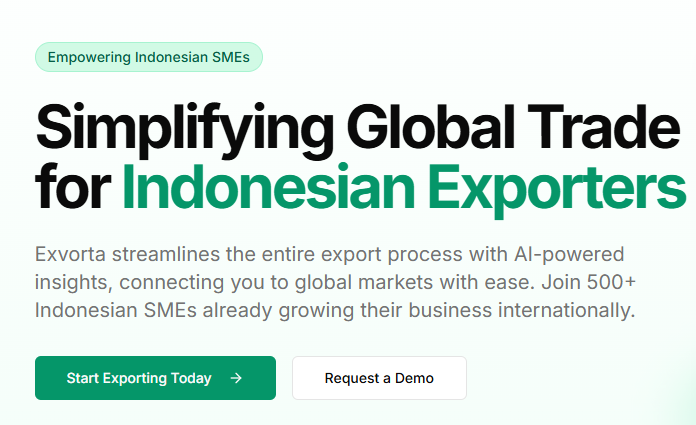 Empowering Indonesian SMEs
Simplifying Global Trade
for Indonesian Exporters
Exvorta streamlines the entire export process with AI-powered
insights, connecting you to global markets with ease. Join 500+
Indonesian SMEs already growing their business internationally.
Start Exporting Today →
Request a Demo